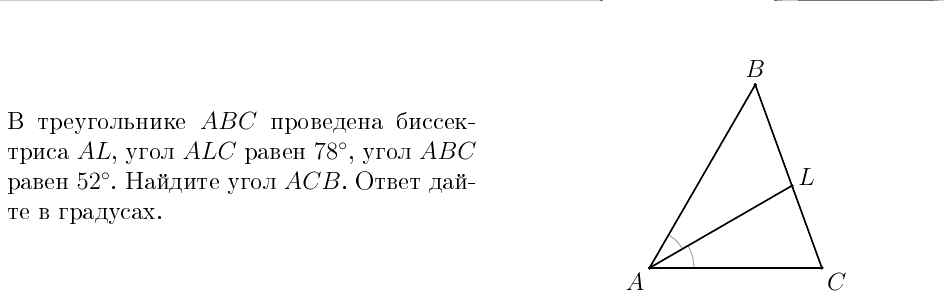 В треугольнике ABC проведена биссек-
триса AL, угол ALC равен 78°, угол ABC
равен 52°. Найдите угол ACB. Ответ дай-
те в градусах.
B
L
A
C